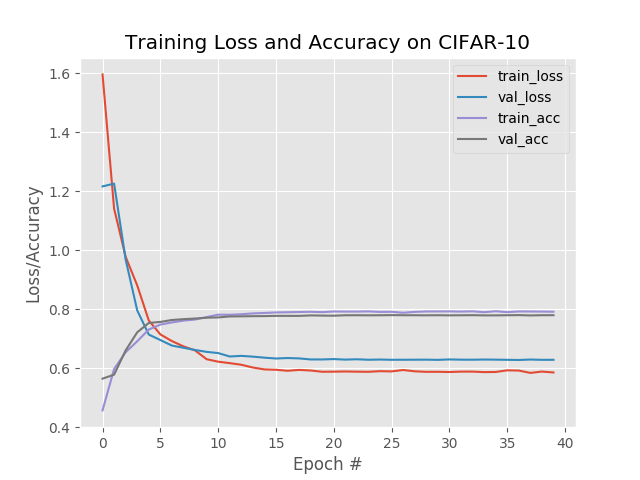 Training Loss and Accuracy on CIFAR-10
train_loss
val_loss
train_acc
val_acc
Loss/Accuracy
1.6
1.4
1.2
1.0
0.8
0.6
0.4
0 5 10 15 20 25 30 35 40
Epoch #